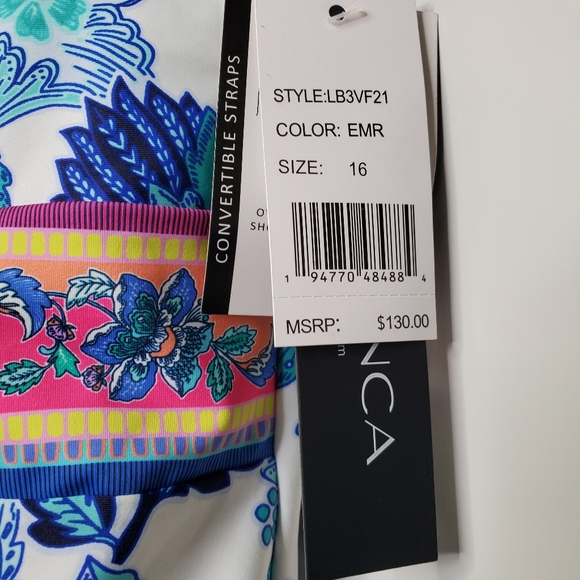 STYLE:LB3VF21
COLOR: EMR
SIZE: 16
1 94770 48488 4
MSRP: $130.00
CONVERTIBLE STRAPS
NCA